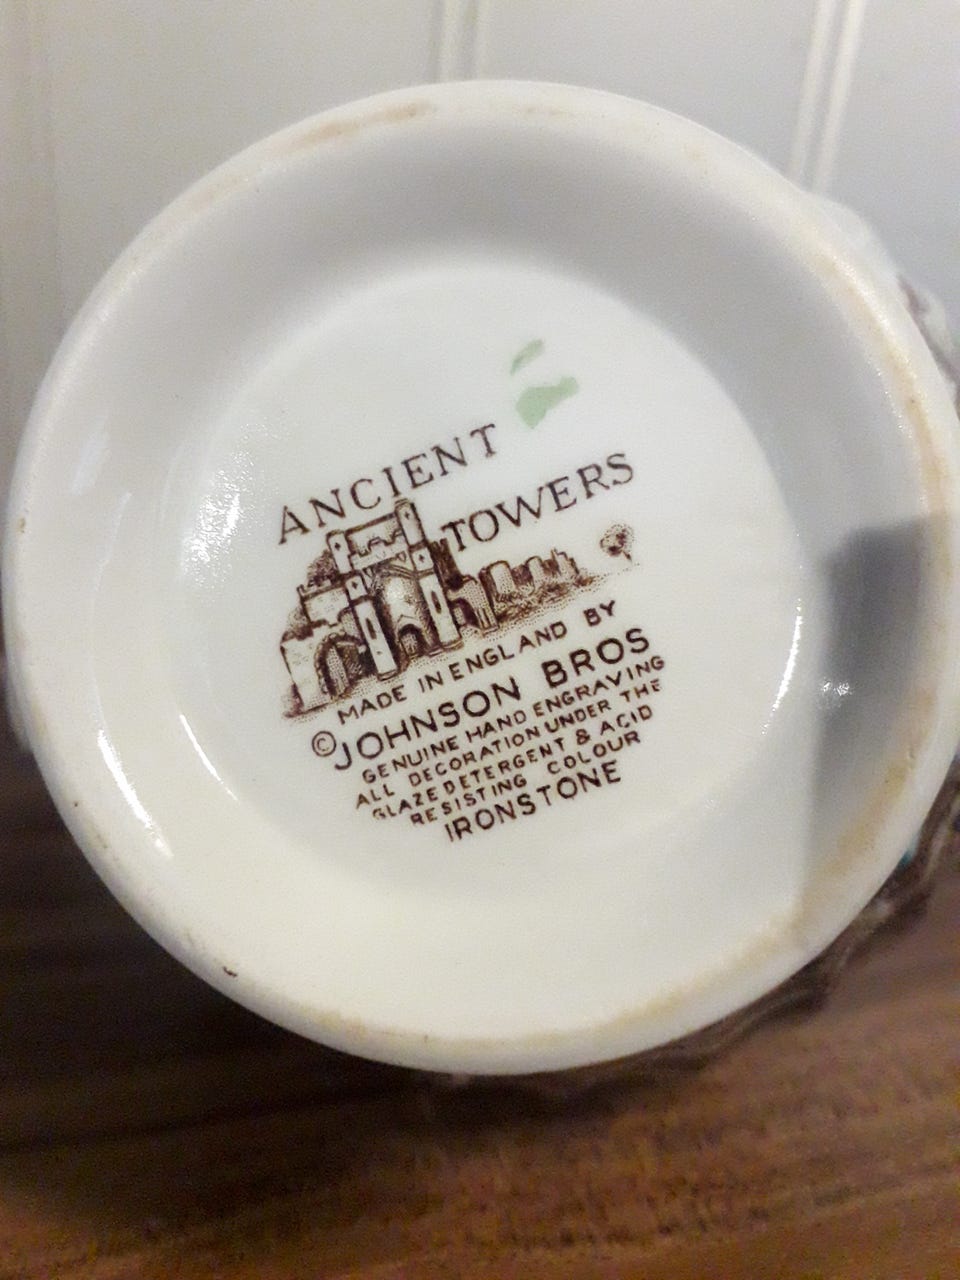 ANCIENT
TOWERS
MADE IN ENGLAND BY
©JOHNSON BROS
GENUINE HAND ENGRAVING
ALL DECORATION UNDER THE
GLAZE DETERGENT & ACID
RESISTING COLOUR
IRONSTONE